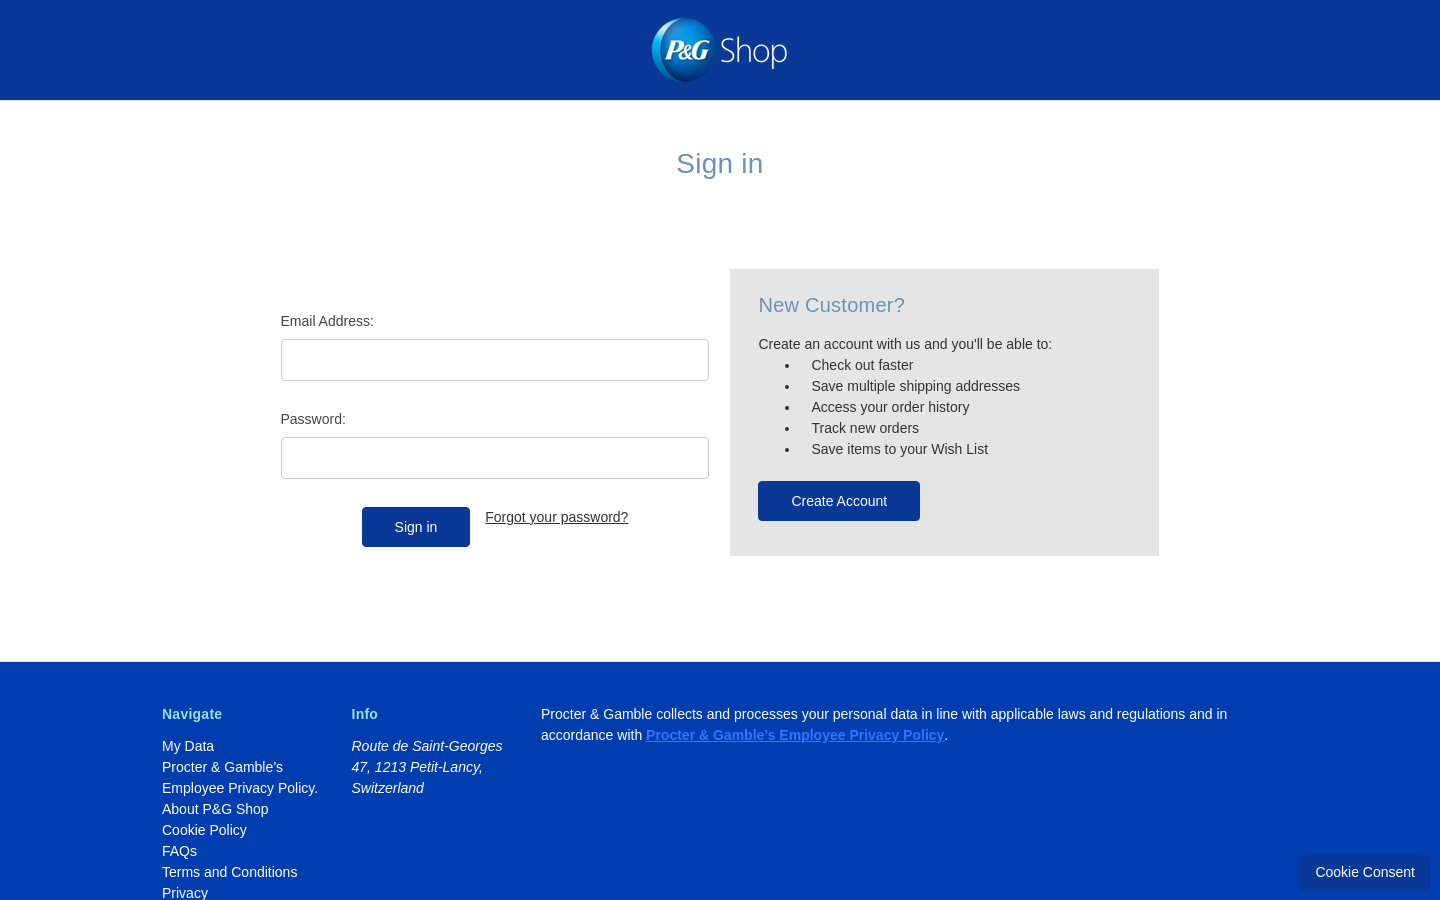 P&G Shop
Sign in
Email Address:
Password:
Sign in
Forgot your password?
New Customer?
Create an account with us and you'll be able to:
Check out faster
Save multiple shipping addresses
Access your order history
Track new orders
Save items to your Wish List
Create Account
Navigate
My Data
Procter & Gamble’s
Employee Privacy Policy.
About P&G Shop
Cookie Policy
FAQs
Terms and Conditions
Privacy
Info
Route de Saint-Georges
47, 1213 Petit-Lancy,
Switzerland
Procter & Gamble collects and processes your personal data in line with applicable laws and regulations and in
accordance with Procter & Gamble’s Employee Privacy Policy.
Cookie Consent